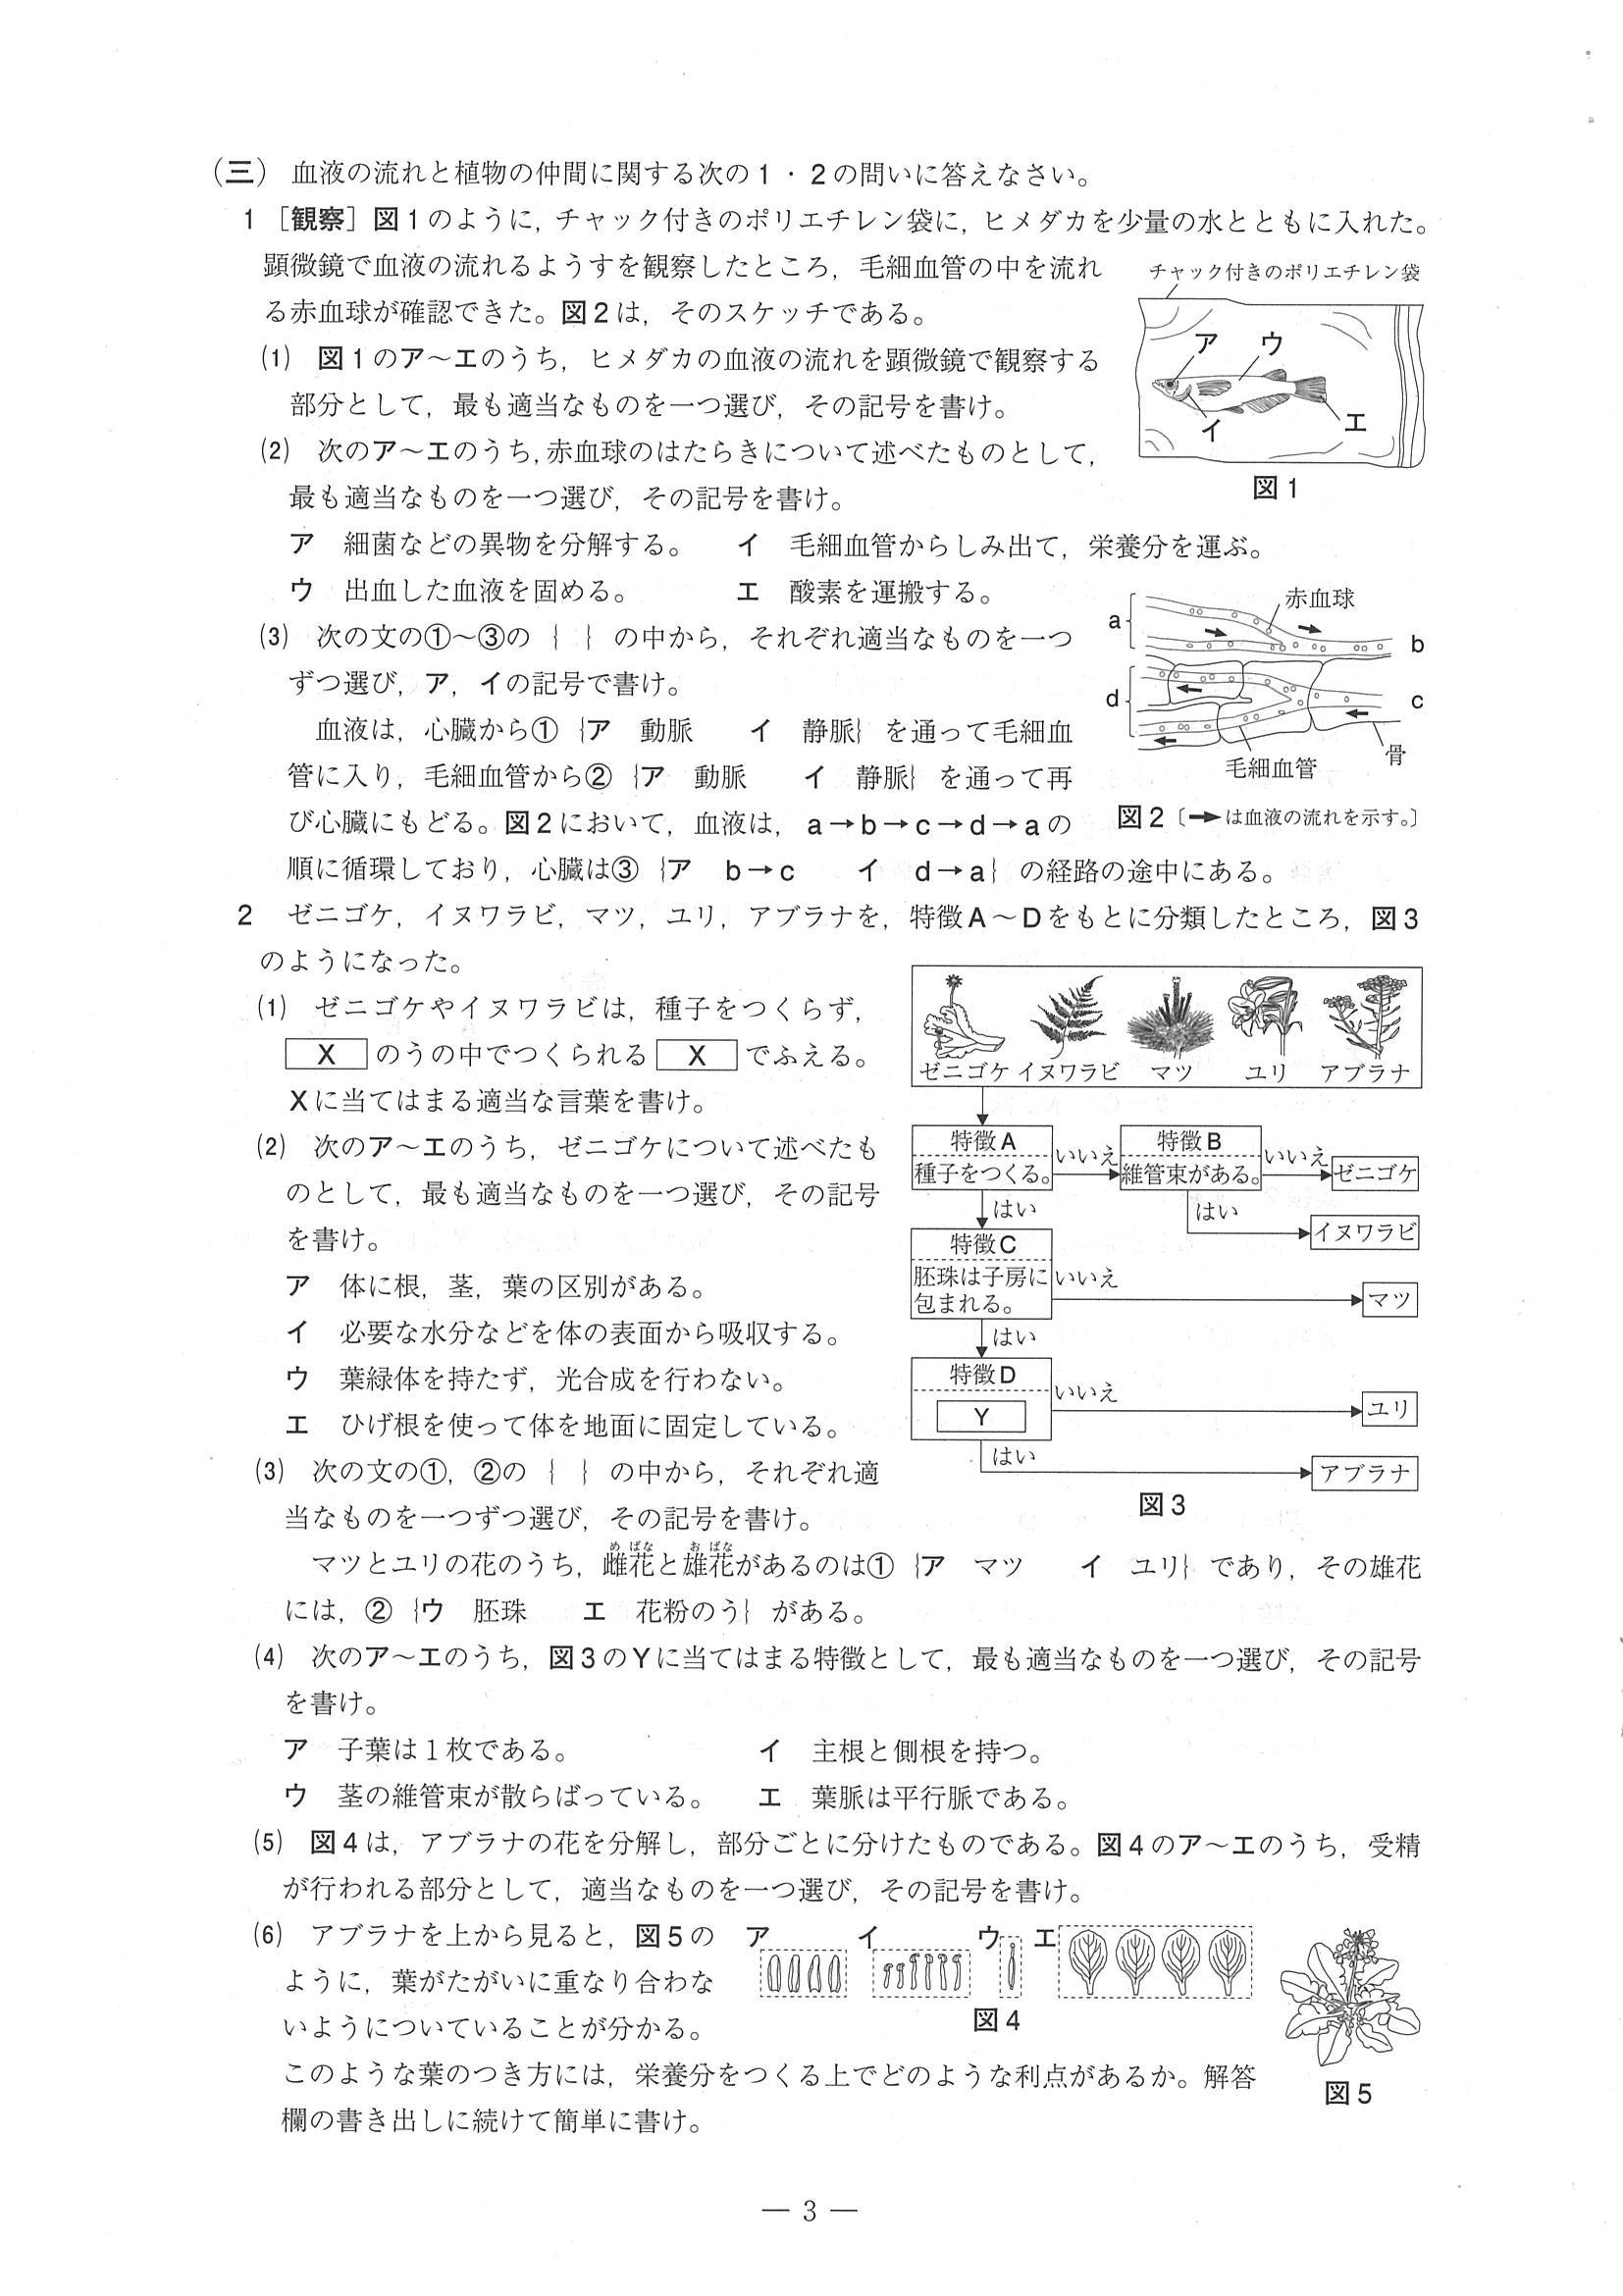 (三) 血液の流れと植物の仲間に関する次の1・2の問いに答えなさい。
1 [観察] 図1のように，チャック付きのポリエチレン袋に，ヒメダカを少量の水とともに入れた。
顕微鏡で血液の流れるようすを観察したところ，毛細血管の中を流れ
る赤血球が確認できた。図2は，そのスケッチである。
チャック付きのポリエチレン袋
ア
ウ
イ
エ
図1
(1) 図1のア～エのうち，ヒメダカの血液の流れを顕微鏡で観察する
部分として，最も適当なものを一つ選び，その記号を書け。
(2) 次のア～エのうち，赤血球のはたらきについて述べたものとして，
最も適当なものを一つ選び，その記号を書け。
ア 細菌などの異物を分解する。 イ 毛細血管からしみ出て，栄養分を運ぶ。
ウ 出血した血液を固める。 エ 酸素を運搬する。
(3) 次の文の①～③の { } の中から，それぞれ適当なものを一つ
ずつ選び，ア，イの記号で書け。
血液は，心臓から① {ア 動脈 イ 静脈} を通って毛細血
管に入り，毛細血管から② {ア 動脈 イ 静脈} を通って再
び心臓にもどる。図2において，血液は，a→b→c→d→aの
順に循環しており，心臓は③ {ア b→c イ d→a} の経路の途中にある。
赤血球
a
b
d
c
骨
毛細血管
図2 〔→は血液の流れを示す。〕
2 ゼニゴケ，イヌワラビ，マツ，ユリ，アブラナを，特徴A～Dをもとに分類したところ，図3
のようになった。
(1) ゼニゴケやイヌワラビは，種子をつくらず，
X のうの中でつくられる X でふえる。
Xに当てはまる適当な言葉を書け。
(2) 次のア～エのうち，ゼニゴケについて述べたも
のとして，最も適当なものを一つ選び，その記号
を書け。
ア 体に根，茎，葉の区別がある。
イ 必要な水分などを体の表面から吸収する。
ウ 葉緑体を持たず，光合成を行わない。
エ ひげ根を使って体を地面に固定している。
ゼニゴケ イヌワラビ マツ ユリ アブラナ
特徴A
種子をつくる。
いいえ
特徴B
維管束がある。
いいえ
ゼニゴケ
はい
はい
イヌワラビ
特徴C
胚珠は子房に
包まれる。
いいえ
マツ
はい
特徴D
Y
いいえ
ユリ
はい
アブラナ
図3
(3) 次の文の①，②の { } の中から，それぞれ適
当なものを一つずつ選び，その記号を書け。
マツとユリの花のうち，雌花(めばな)と雄花(おばな)があるのは① {ア マツ イ ユリ} であり，その雄花
には，② {ウ 胚珠 エ 花粉のう} がある。
(4) 次のア～エのうち，図3のYに当てはまる特徴として，最も適当なものを一つ選び，その記号
を書け。
ア 子葉は1枚である。 イ 主根と側根を持つ。
ウ 茎の維管束が散らばっている。 エ 葉脈は平行脈である。
(5) 図4は，アブラナの花を分解し，部分ごとに分けたものである。図4のア～エのうち，受精
が行われる部分として，適当なものを一つ選び，その記号を書け。
(6) アブラナを上から見ると，図5の
ように，葉がたがいに重なり合わな
いようについていることが分かる。
このような葉のつき方には，栄養分をつくる上でどのような利点があるか。解答
欄の書き出しに続けて簡単に書け。
ア イ ウ エ
図4
図5
— 3 —